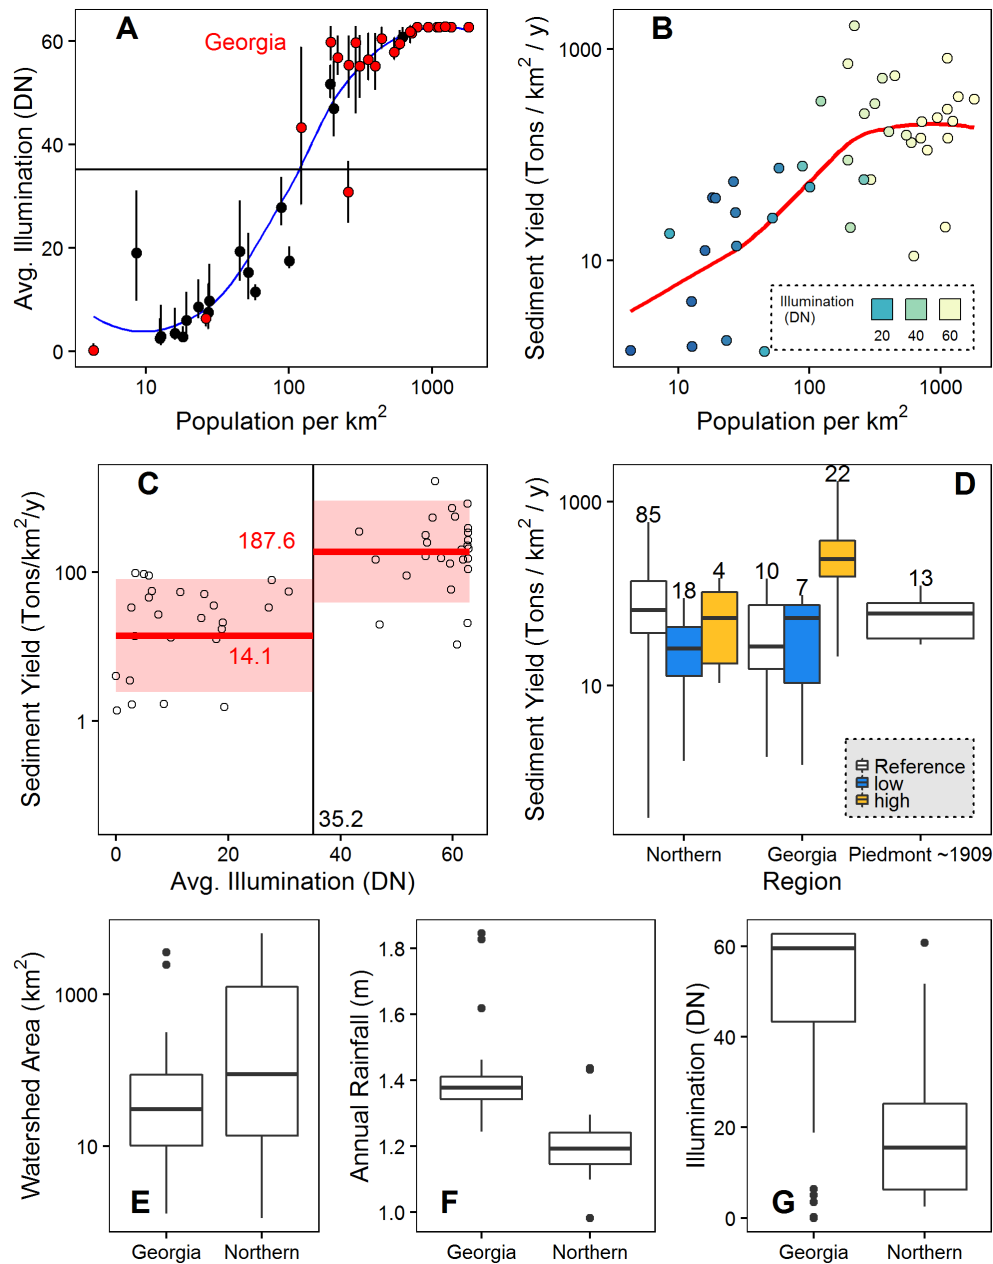 A
Georgia
Avg. Illumination (DN)
60
40
20
0
10
100
1000
Population per km²
B
Sediment Yield (Tons / km² / y)
1000
10
Illumination
(DN)
20
40
60
10
100
1000
Population per km²
C
Sediment Yield (Tons/km²/y)
100
1
187.6
14.1
35.2
0
20
40
60
Avg. Illumination (DN)
D
Sediment Yield (Tons / km² / y)
1000
10
85
18
4
10
7
22
13
Reference
low
high
Northern
Georgia
Piedmont ~1909
Region
E
Watershed Area (km²)
1000
10
Georgia
Northern
F
Annual Rainfall (m)
1.8
1.6
1.4
1.2
1.0
Georgia
Northern
G
Illumination (DN)
60
40
20
0
Georgia
Northern